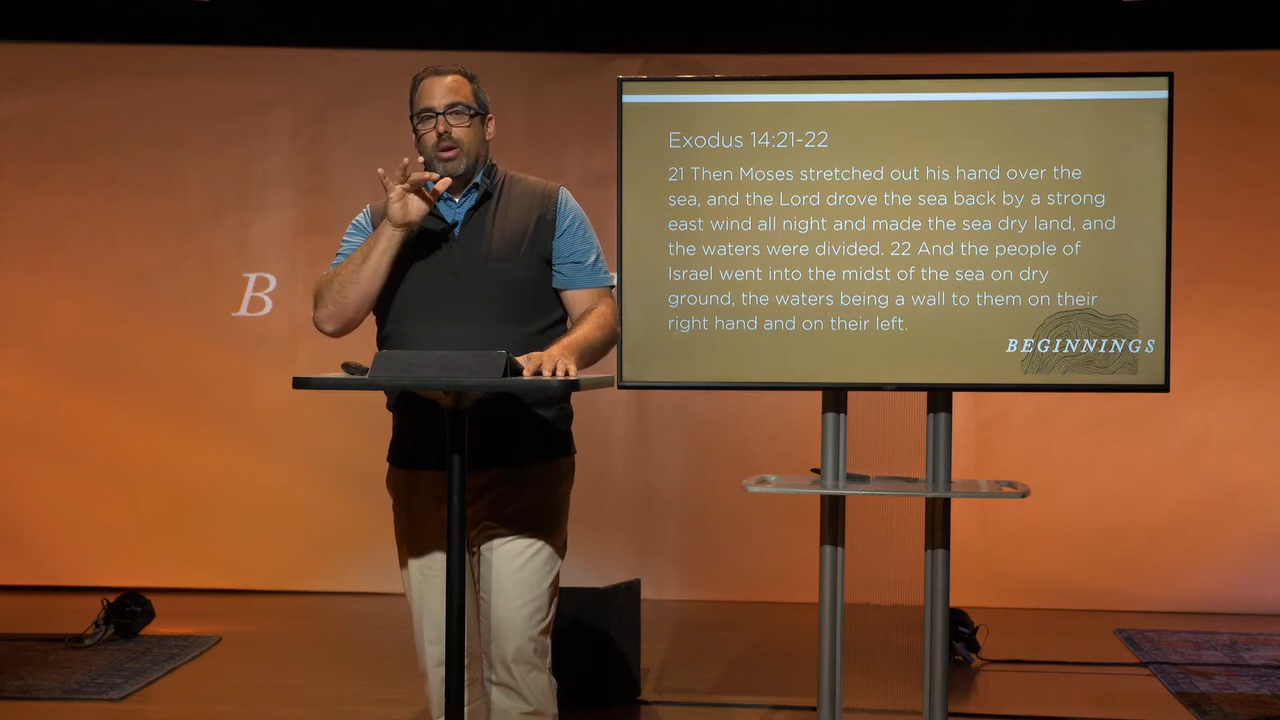 Exodus 14:21-22
21 Then Moses stretched out his hand over the
sea, and the Lord drove the sea back by a strong
east wind all night and made the sea dry land, and
the waters were divided. 22 And the people of
Israel went into the midst of the sea on dry
ground, the waters being a wall to them on their
right hand and on their left.
BEGINNINGS
B